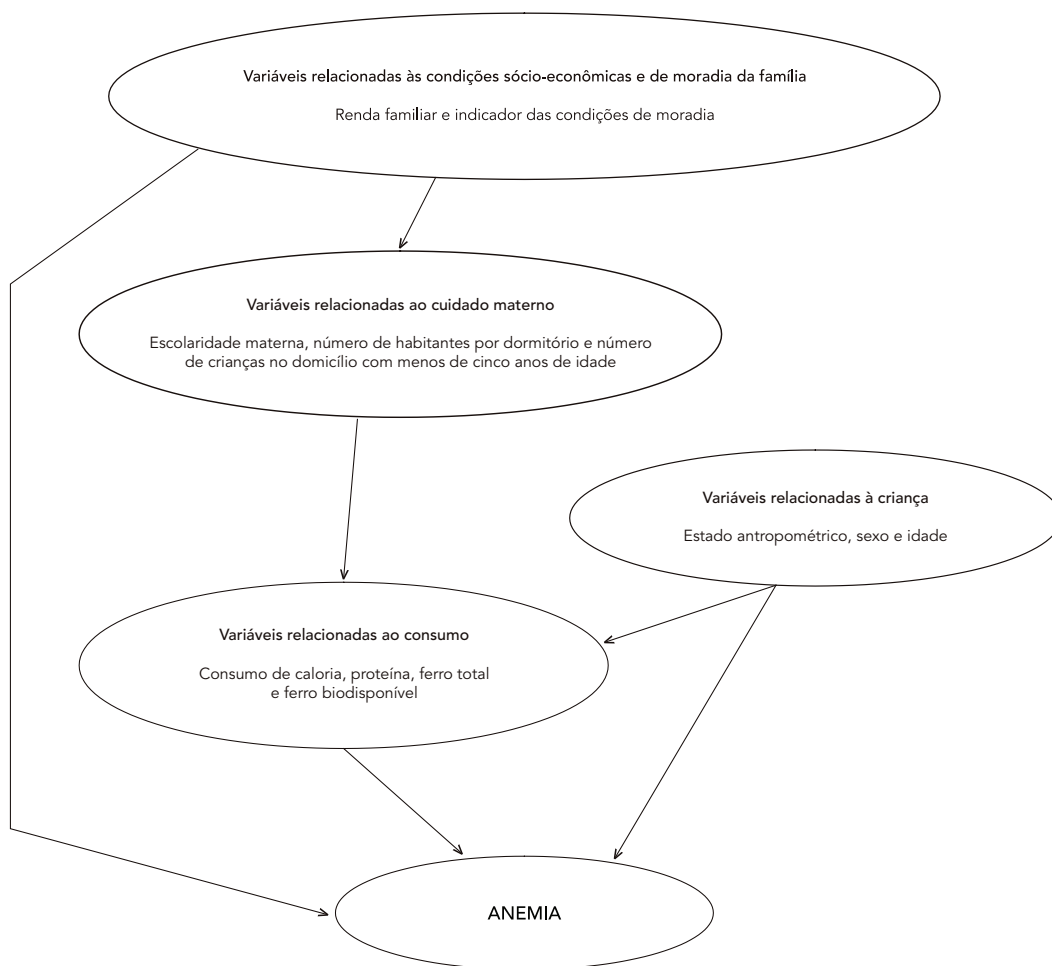 Variáveis relacionadas às condições sócio-econômicas e de moradia da família
Renda familiar e indicador das condições de moradia
Variáveis relacionadas ao cuidado materno
Escolaridade materna, número de habitantes por dormitório e número
de crianças no domicílio com menos de cinco anos de idade
Variáveis relacionadas à criança
Estado antropométrico, sexo e idade
Variáveis relacionadas ao consumo
Consumo de caloria, proteína, ferro total
e ferro biodisponível
ANEMIA